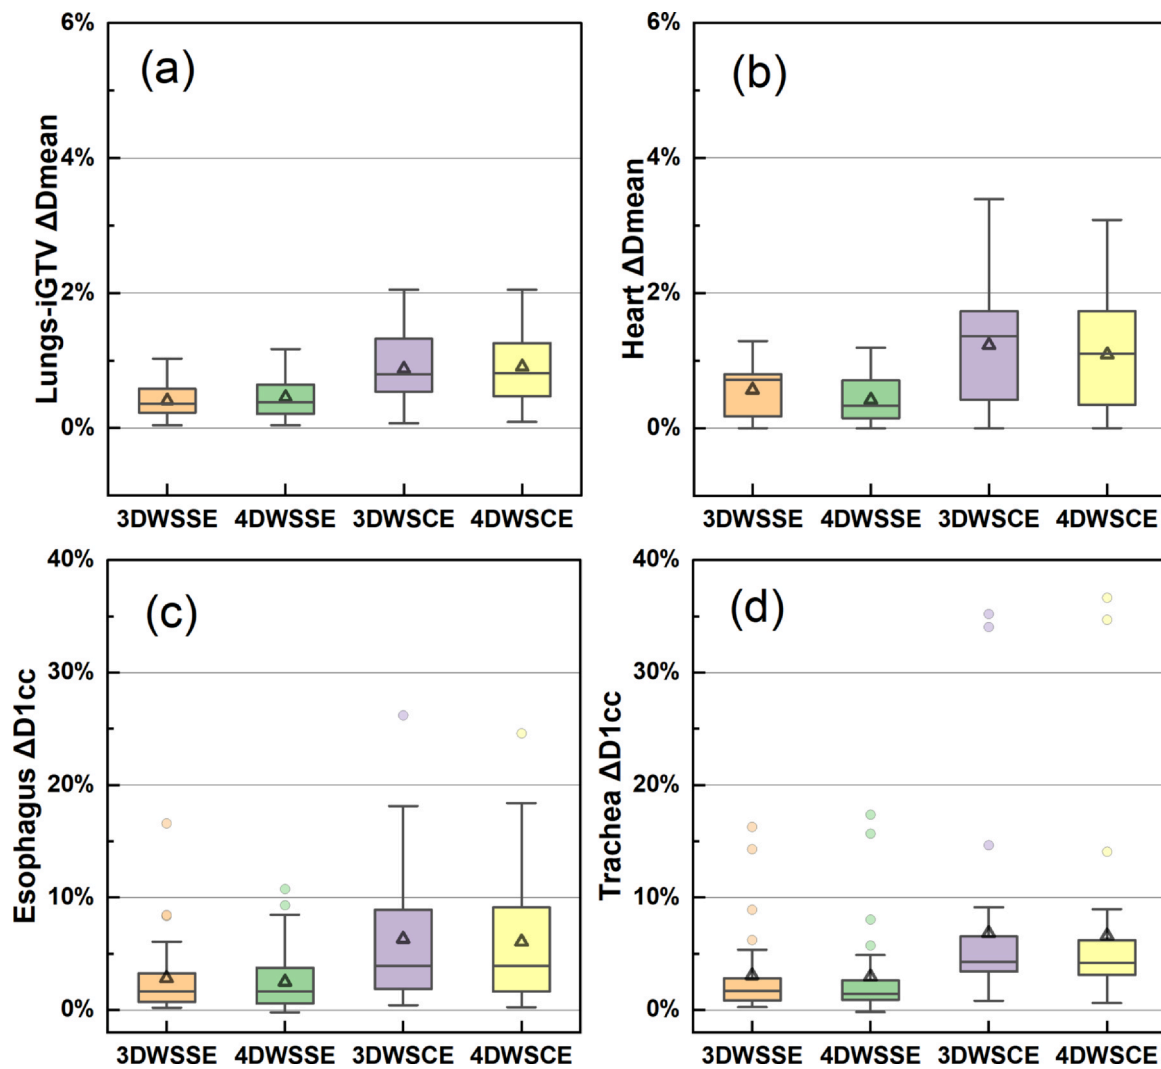 (a)
Lungs-iGTV ΔDmean
6%
4%
2%
0%
3DWSSE 4DWSSE 3DWSCE 4DWSCE
(b)
Heart ΔDmean
6%
4%
2%
0%
3DWSSE 4DWSSE 3DWSCE 4DWSCE
(c)
Esophagus ΔD1cc
40%
30%
20%
10%
0%
3DWSSE 4DWSSE 3DWSCE 4DWSCE
(d)
Trachea ΔD1cc
40%
30%
20%
10%
0%
3DWSSE 4DWSSE 3DWSCE 4DWSCE